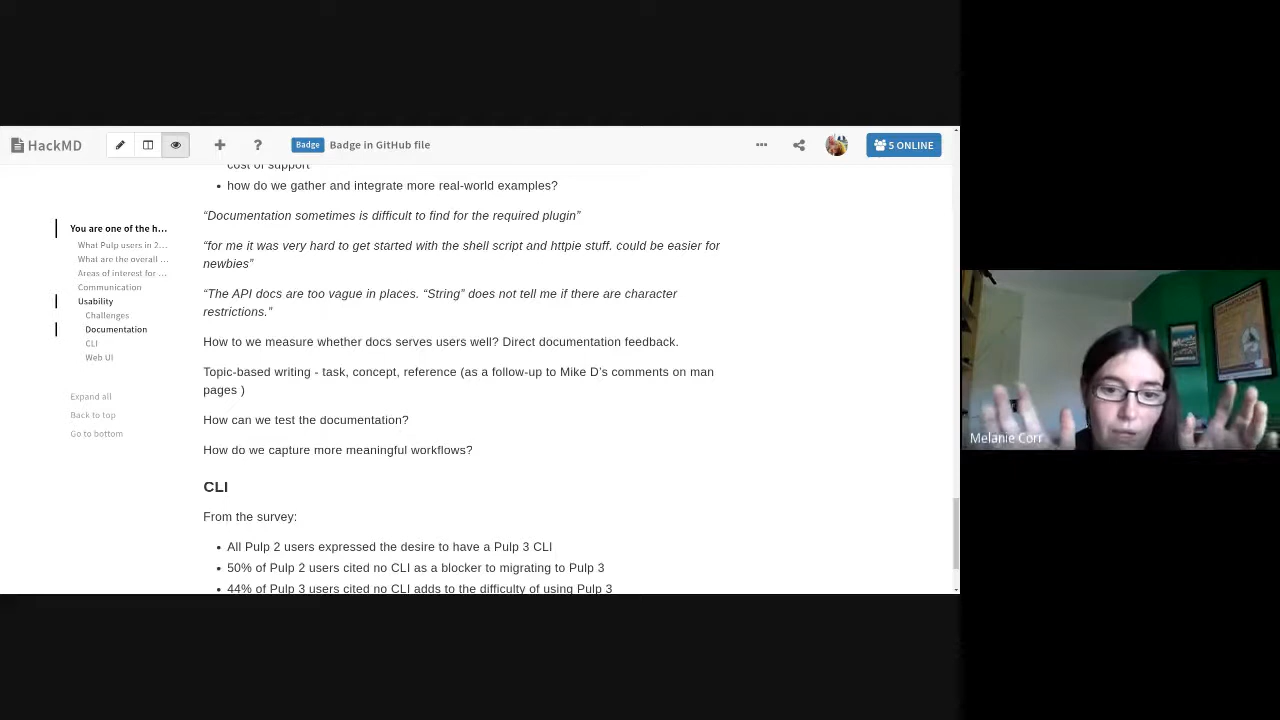 HackMD
Badge Badge in GitHub file
5 ONLINE
cost of support
how do we gather and integrate more real-world examples?
“Documentation sometimes is difficult to find for the required plugin”
“for me it was very hard to get started with the shell script and httpie stuff. could be easier for
newbies”
“The API docs are too vague in places. “String” does not tell me if there are character
restrictions.”
How to we measure whether docs serves users well? Direct documentation feedback.
Topic-based writing - task, concept, reference (as a follow-up to Mike D’s comments on man
pages )
How can we test the documentation?
How do we capture more meaningful workflows?
CLI
From the survey:
All Pulp 2 users expressed the desire to have a Pulp 3 CLI
50% of Pulp 2 users cited no CLI as a blocker to migrating to Pulp 3
44% of Pulp 3 users cited no CLI adds to the difficulty of using Pulp 3
You are one of the h...
What Pulp users in 2...
What are the overall ...
Areas of interest for ...
Communication
Usability
Challenges
Documentation
CLI
Web UI
Expand all
Back to top
Go to bottom
Melanie Corr